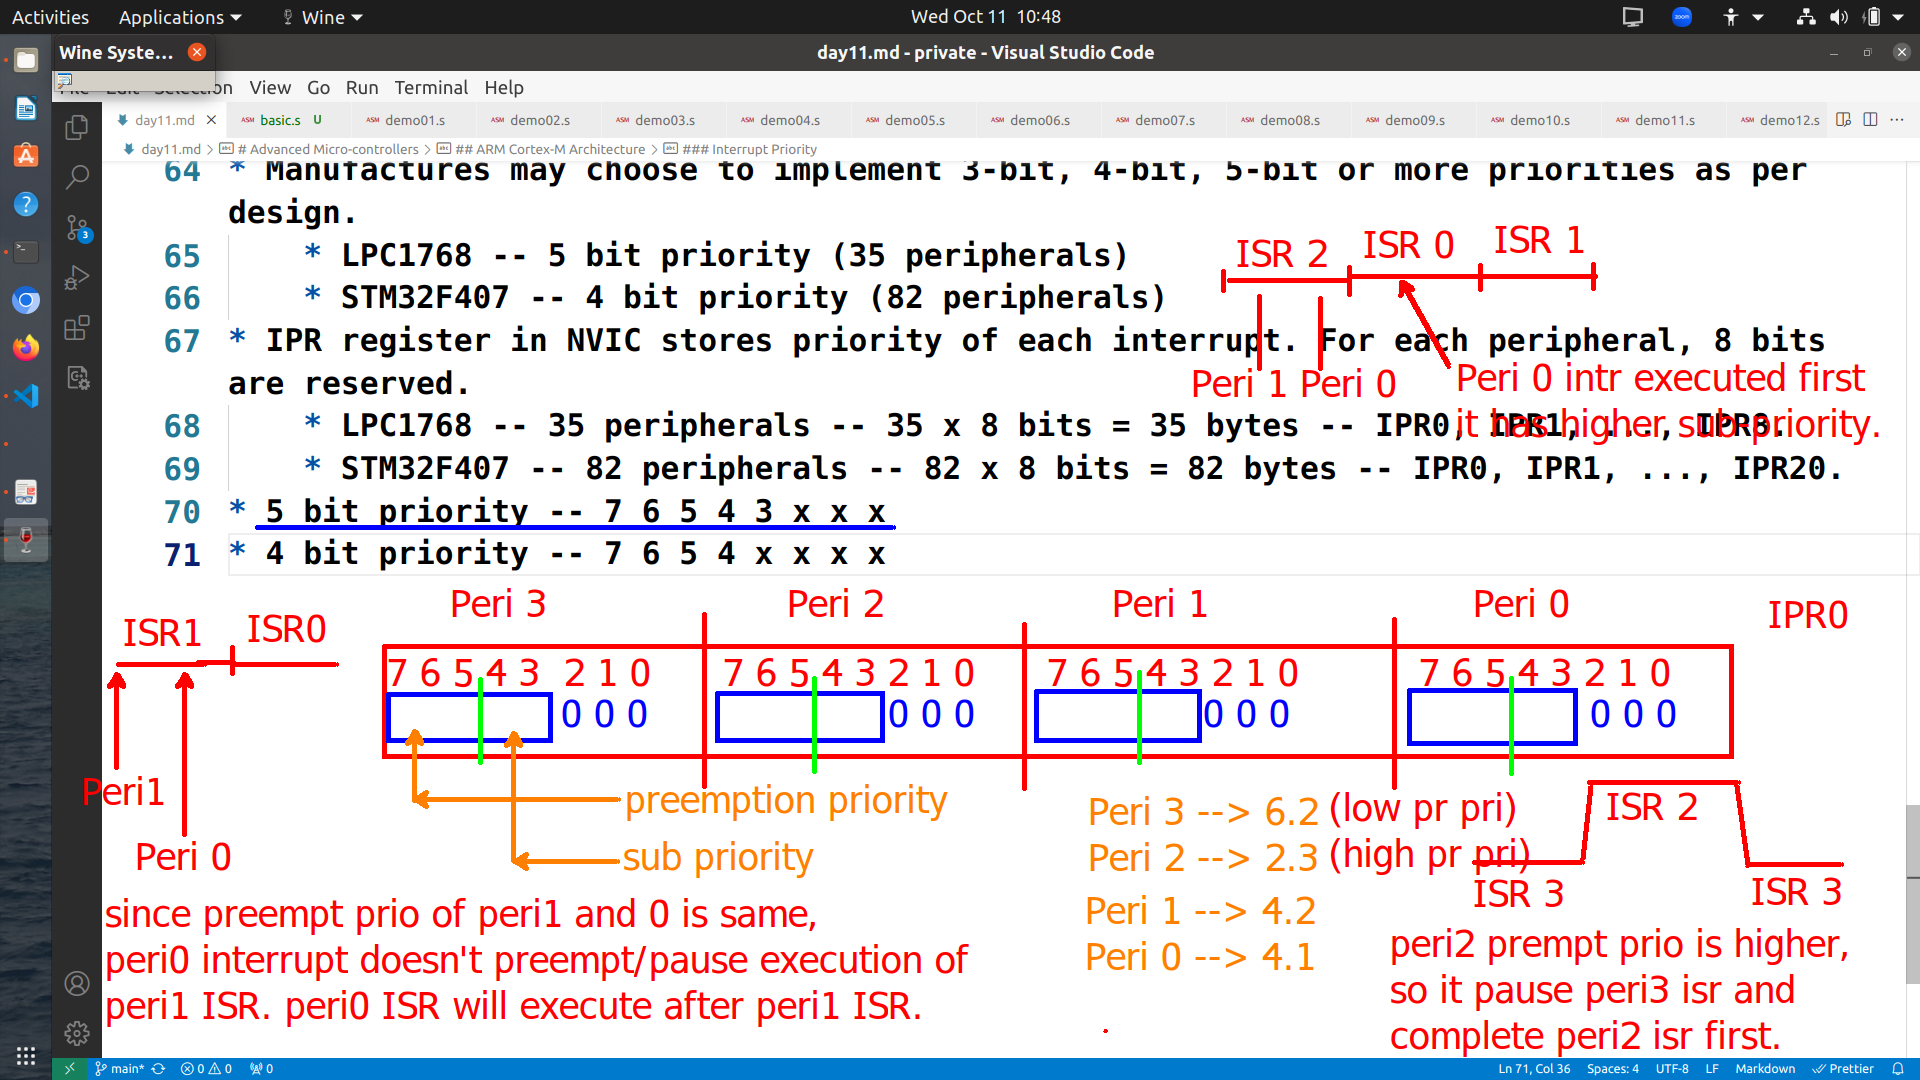 Activities Applications Wine Wed Oct 11 10:48 zoom
Wine Syste... day11.md - private - Visual Studio Code
File Edit Selection View Go Run Terminal Help
day11.md ASM basic.s U ASM demo01.s ASM demo02.s ASM demo03.s ASM demo04.s ASM demo05.s ASM demo06.s ASM demo07.s ASM demo08.s ASM demo09.s ASM demo10.s ASM demo11.s ASM demo12.s
day11.md > # Advanced Micro-controllers > ## ARM Cortex-M Architecture > ### Interrupt Priority
64 * Manufactures may choose to implement 3-bit, 4-bit, 5-bit or more priorities as per
design.
ISR 2 ISR 0 ISR 1
65 * LPC1768 -- 5 bit priority (35 peripherals)
66 * STM32F407 -- 4 bit priority (82 peripherals)
67 * IPR register in NVIC stores priority of each interrupt. For each peripheral, 8 bits
are reserved.
Peri 1 Peri 0 Peri 0 intr executed first
it has higher sub-priority.
68 * LPC1768 -- 35 peripherals -- 35 x 8 bits = 35 bytes -- IPR0, IPR1, ..., IPR8.
69 * STM32F407 -- 82 peripherals -- 82 x 8 bits = 82 bytes -- IPR0, IPR1, ..., IPR20.
70 * 5 bit priority -- 7 6 5 4 3 x x x
71 * 4 bit priority -- 7 6 5 4 x x x x
Peri 3 Peri 2 Peri 1 Peri 0 IPR0
ISR1 ISR0
7 6 5 4 3 2 1 0 7 6 5 4 3 2 1 0 7 6 5 4 3 2 1 0 7 6 5 4 3 2 1 0
0 0 0 0 0 0 0 0 0 0 0 0
Peri1
Peri 0
preemption priority
sub priority
Peri 3 --> 6.2 (low pr pri)
Peri 2 --> 2.3 (high pr pri)
Peri 1 --> 4.2
Peri 0 --> 4.1
ISR 2
ISR 3 ISR 3
since preempt prio of peri1 and 0 is same,
peri0 interrupt doesn't preempt/pause execution of
peri1 ISR. peri0 ISR will execute after peri1 ISR.
peri2 prempt prio is higher,
so it pause peri3 isr and
complete peri2 isr first.
3
main* 0 0 0 Ln 71, Col 36 Spaces: 4 UTF-8 LF Markdown Prettier